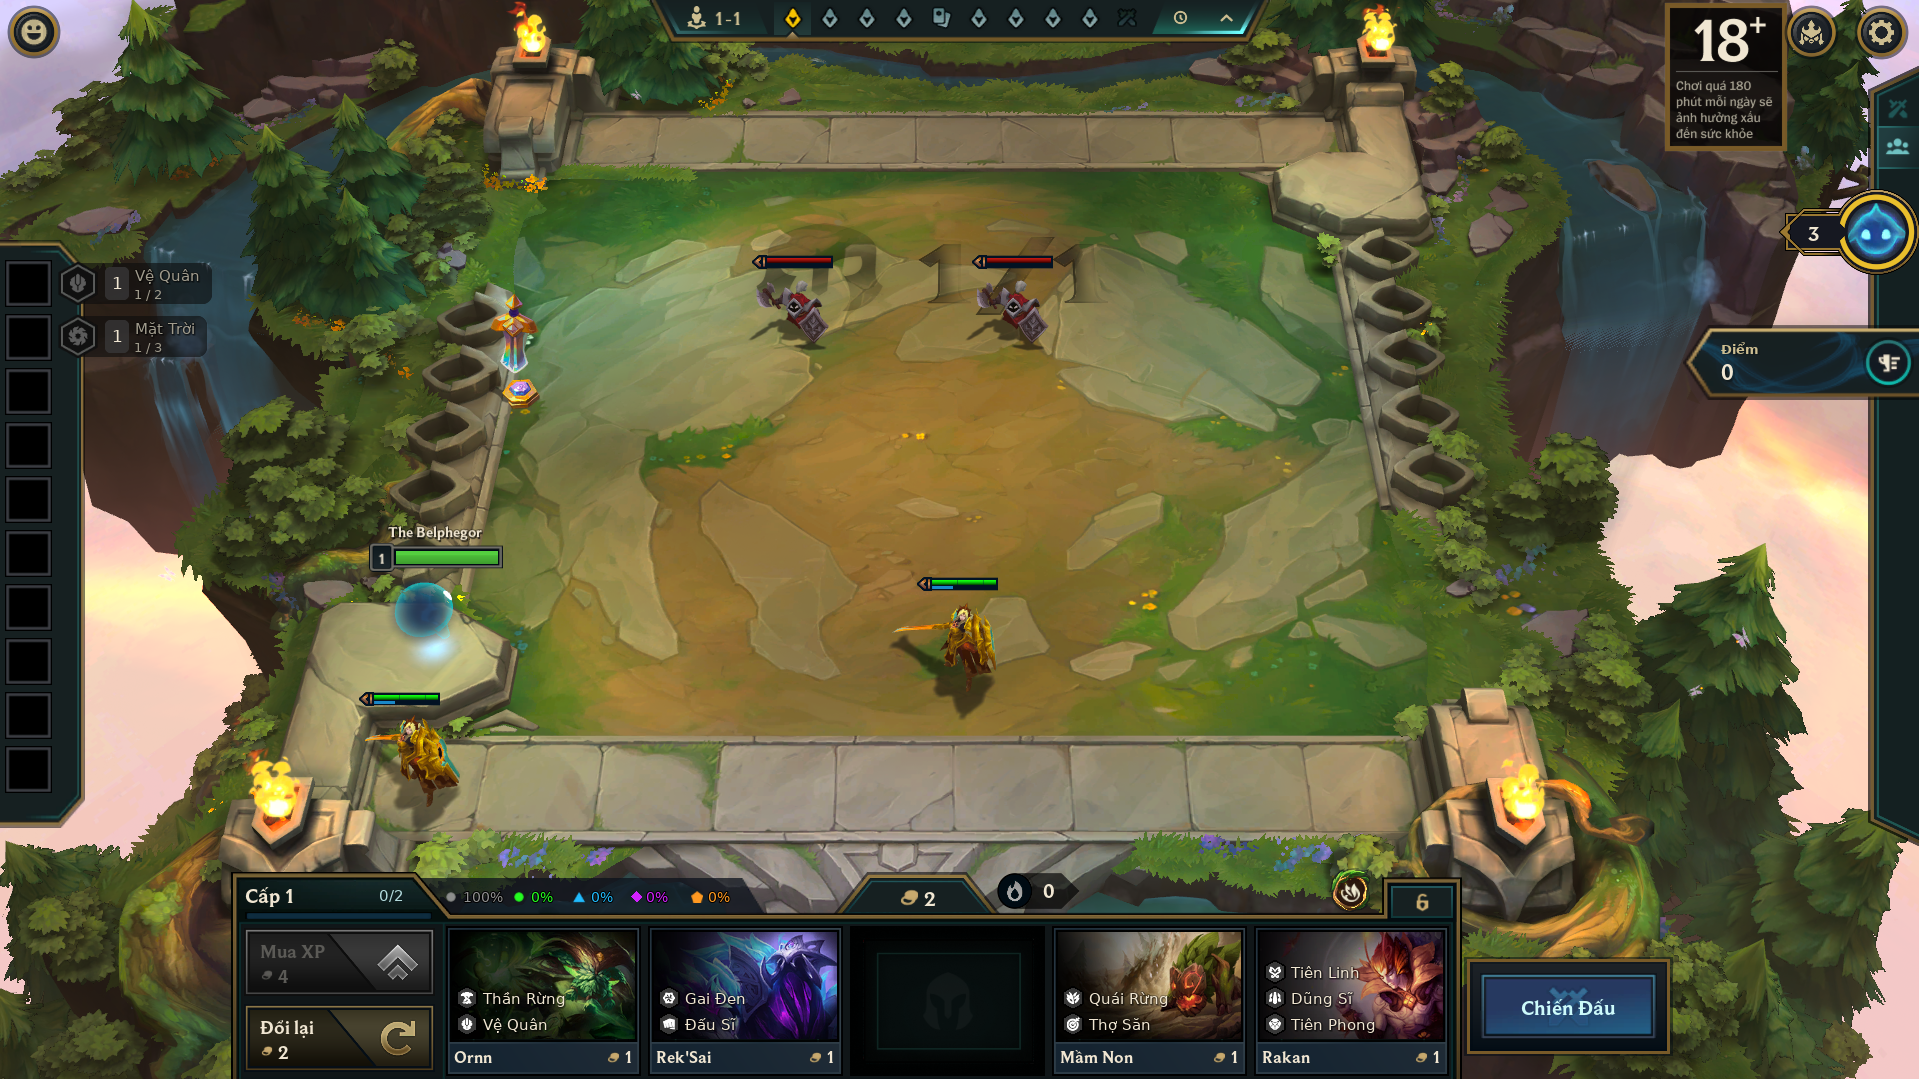 1-1
18+
Chơi quá 180
phút mỗi ngày sẽ
ảnh hưởng xấu
đến sức khỏe
3
Điểm
0
1
Vệ Quân
1 / 2
1
Mặt Trời
1 / 3
The Belphegor
1
Cấp 1
0/2
100%
0%
0%
0%
0%
2
0
Mua XP
4
Đổi lại
2
Thần Rừng
Vệ Quân
Ornn
1
Gai Đen
Đấu Sĩ
Rek'Sai
1
Quái Rừng
Thợ Săn
Mầm Non
1
Tiên Linh
Dũng Sĩ
Tiên Phong
Rakan
1
Chiến Đấu